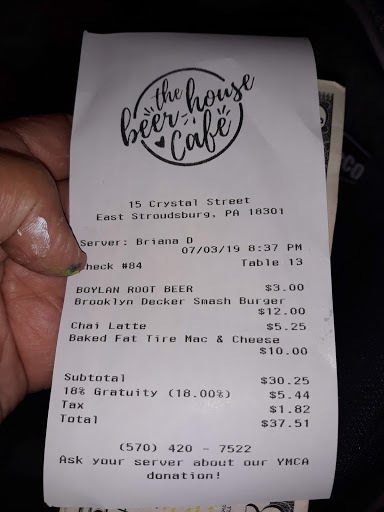 the
beer house
Cafe
15 Crystal Street
East Stroudsburg, PA 18301
Server: Briana D
07/03/19 8:37 PM
Check #84 Table 13
BOYLAN ROOT BEER $3.00
Brooklyn Decker Smash Burger
$12.00
Chai Latte $5.25
Baked Fat Tire Mac & Cheese
$10.00
Subtotal $30.25
18% Gratuity (18.00%) $5.44
Tax $1.82
Total $37.51
(570) 420 - 7522
Ask your server about our YMCA
donation!